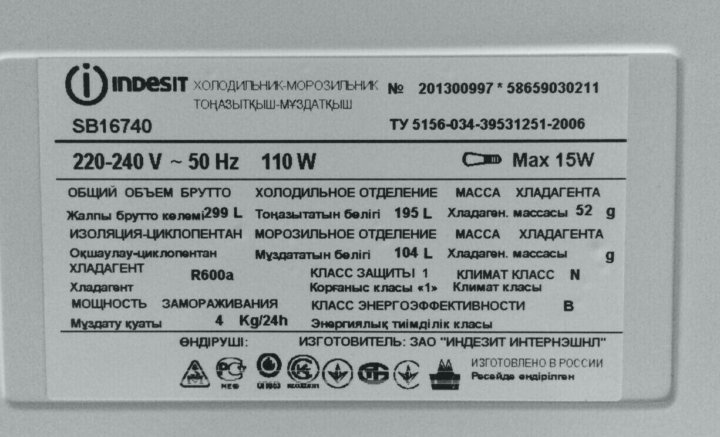 indesit ХОЛОДИЛЬНИК-МОРОЗИЛЬНИК № 201300997 * 58659030211
ТОҢАЗЫТҚЫШ-МҰЗДАТҚЫШ
SB16740 ТУ 5156-034-39531251-2006
220-240 V ~ 50 Hz 110 W Max 15W
ОБЩИЙ ОБЪЕМ БРУТТО ХОЛОДИЛЬНОЕ ОТДЕЛЕНИЕ МАССА ХЛАДАГЕНТА
Жалпы брутто көлемі 299 L Тоңазытатын бөлігі 195 L Хладаген. массасы 52 g
ИЗОЛЯЦИЯ-ЦИКЛОПЕНТАН МОРОЗИЛЬНОЕ ОТДЕЛЕНИЕ МАССА ХЛАДАГЕНТА
Оқшаулау-циклопентан Мұздататын бөлігі 104 L Хладаген. массасы g
ХЛАДАГЕНТ R600a КЛАСС ЗАЩИТЫ 1 КЛИМАТ КЛАСС N
Хладагент Корғаныс класы «1» Климат класы
МОЩНОСТЬ ЗАМОРАЖИВАНИЯ КЛАСС ЭНЕРГОЭФФЕКТИВНОСТИ B
Мұздату қуаты 4 Kg/24h Энергиялық тиімділік класы
ӨНДІРУШІ: ИЗГОТОВИТЕЛЬ: ЗАО "ИНДЕЗИТ ИНТЕРНЭШНЛ"
ИЗГОТОВЛЕНО В РОССИИ
Ресейде өндірілген